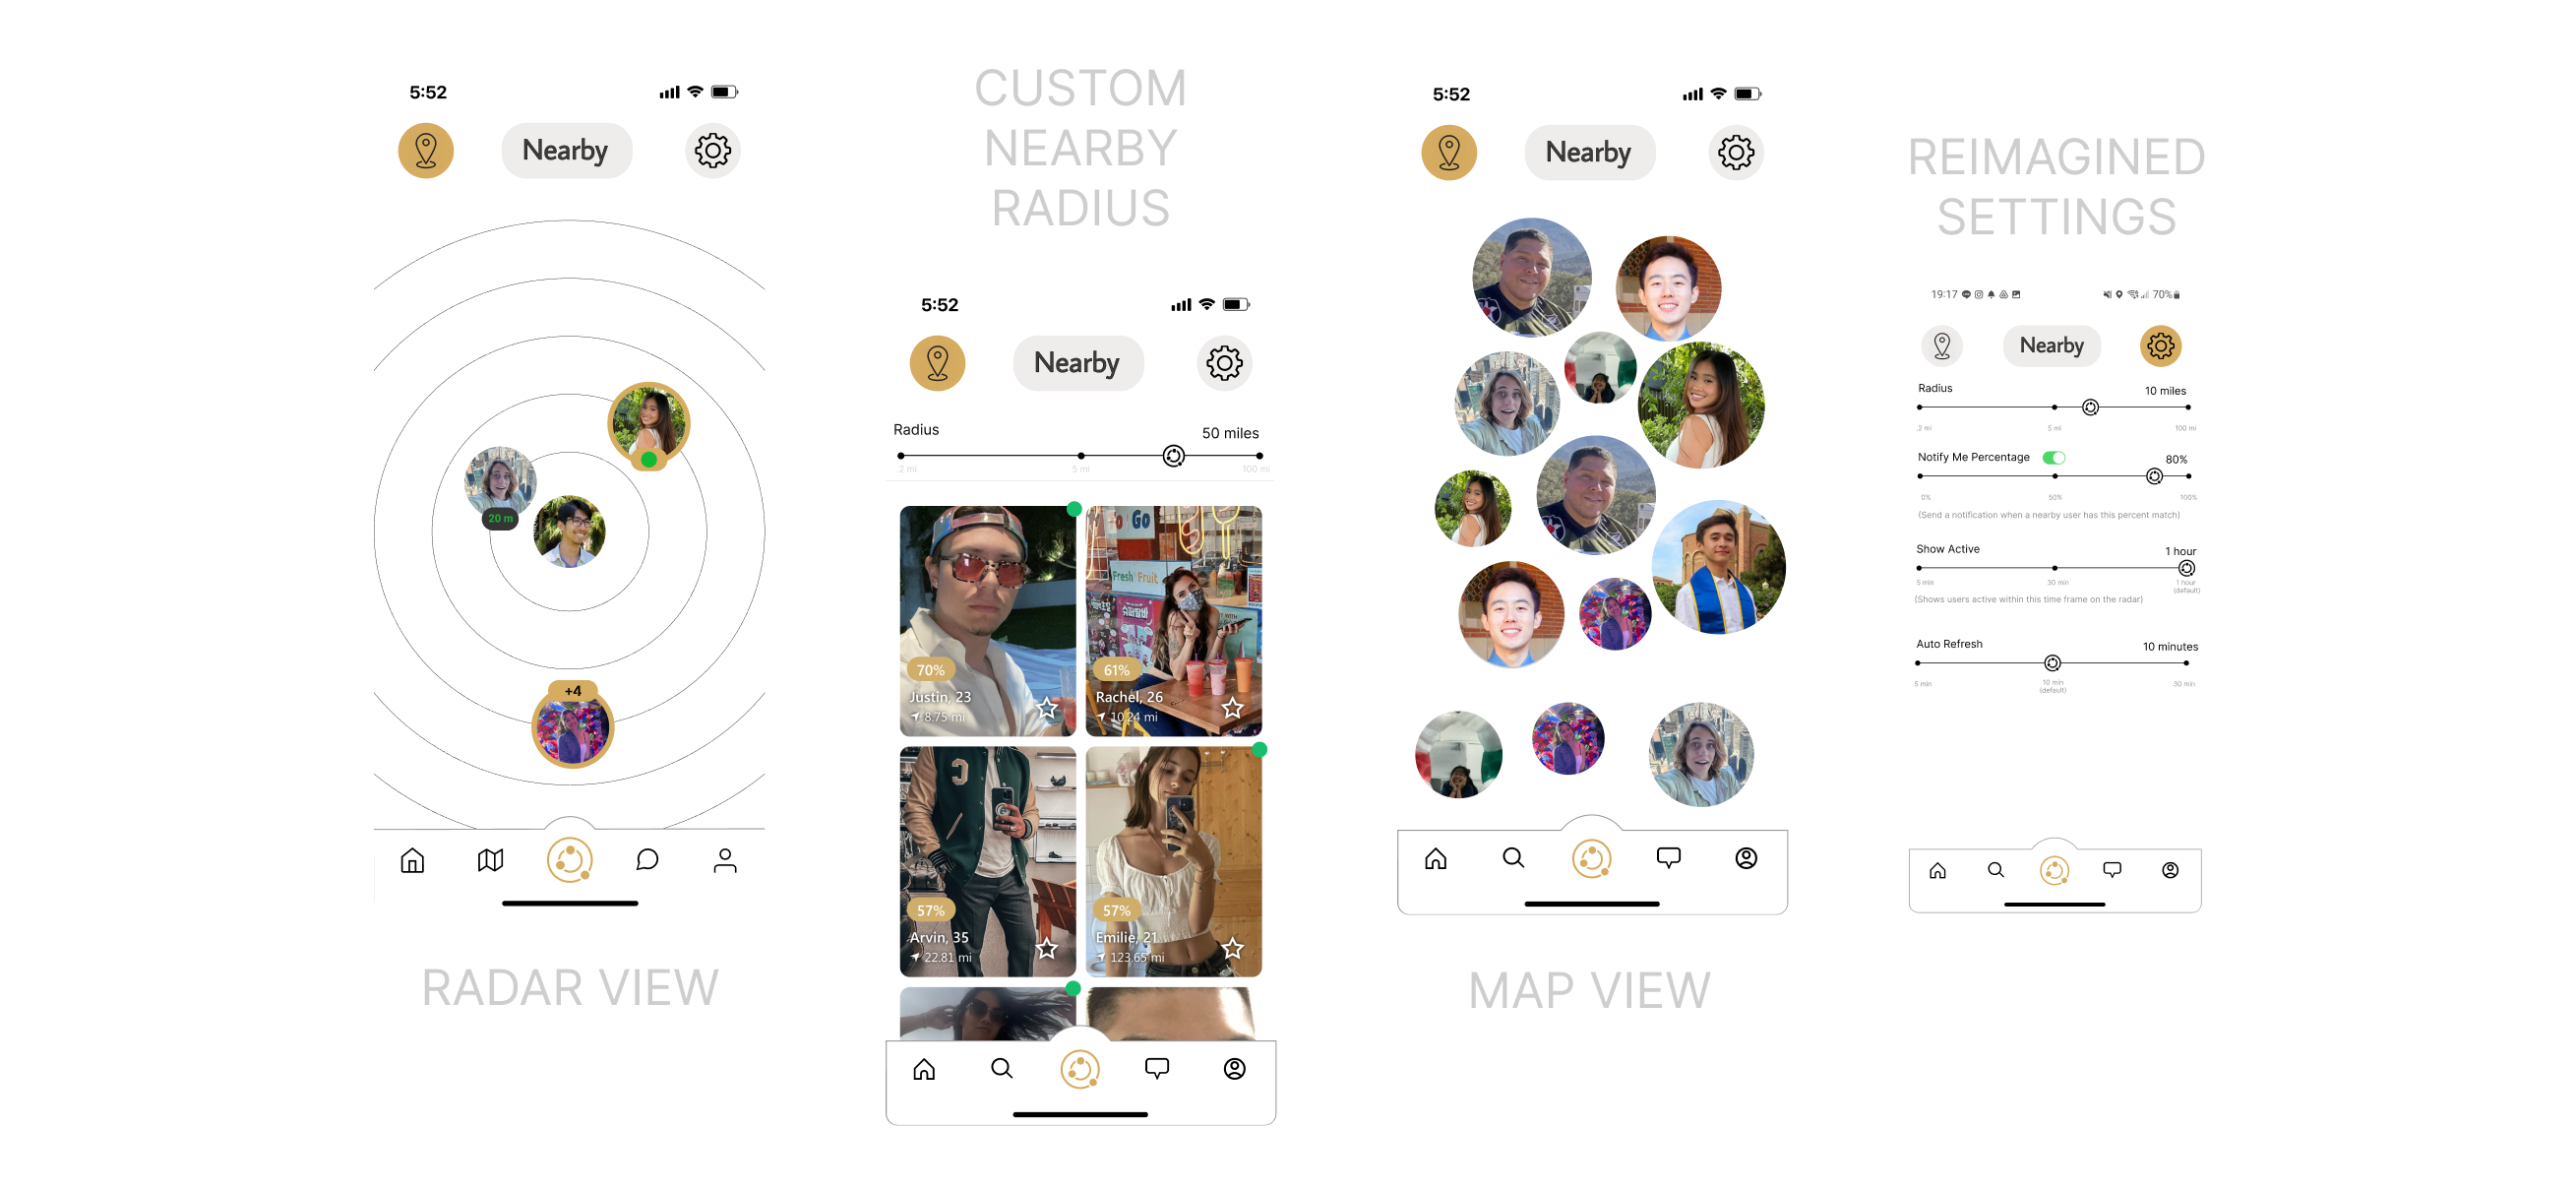 5:52
Nearby
20 m
+4
RADAR VIEW
CUSTOM
NEARBY
RADIUS
5:52
Nearby
Radius
50 miles
.2 mi
5 mi
100 mi
To Go
Fresh Fruit
70%
Justin, 23
8.75 mi
61%
Rachel, 26
10.24 mi
57%
Arvin, 35
22.81 mi
57%
Emilie, 21
123.65 mi
5:52
Nearby
MAP VIEW
REIMAGINED
SETTINGS
19:17
70%
Nearby
Radius
10 miles
.2 mi
5 mi
100 mi
Notify Me Percentage
80%
0%
50%
100%
(Send a notification when a nearby user has this percent match)
Show Active
1 hour
5 min
30 min
1 hour
(default)
(Shows users active within this time frame on the radar)
Auto Refresh
10 minutes
5 min
10 min
(default)
30 min